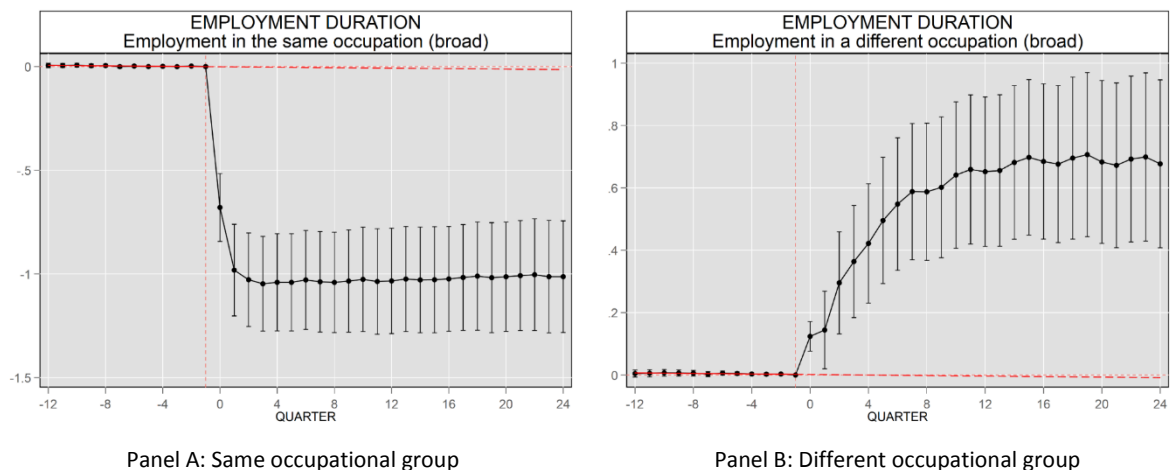 EMPLOYMENT DURATION
Employment in the same occupation (broad)
0
-.5
-1
-1.5
-12 -8 -4 0 4 8 12 16 20 24
QUARTER
Panel A: Same occupational group
EMPLOYMENT DURATION
Employment in a different occupation (broad)
1
.8
.6
.4
.2
0
-12 -8 -4 0 4 8 12 16 20 24
QUARTER
Panel B: Different occupational group